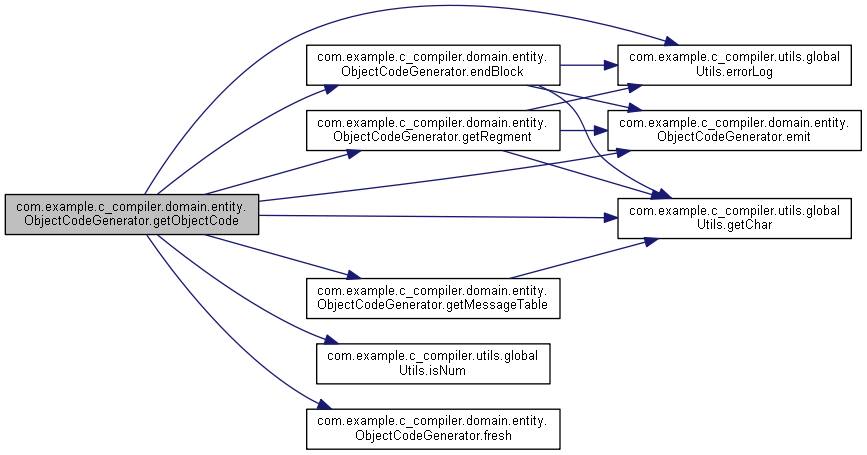 com.example.c_compiler.domain.entity.
ObjectCodeGenerator.getObjectCode
com.example.c_compiler.domain.entity.
ObjectCodeGenerator.endBlock
com.example.c_compiler.domain.entity.
ObjectCodeGenerator.getRegment
com.example.c_compiler.domain.entity.
ObjectCodeGenerator.getMessageTable
com.example.c_compiler.utils.global
Utils.isNum
com.example.c_compiler.domain.entity.
ObjectCodeGenerator.fresh
com.example.c_compiler.utils.global
Utils.errorLog
com.example.c_compiler.domain.entity.
ObjectCodeGenerator.emit
com.example.c_compiler.utils.global
Utils.getChar